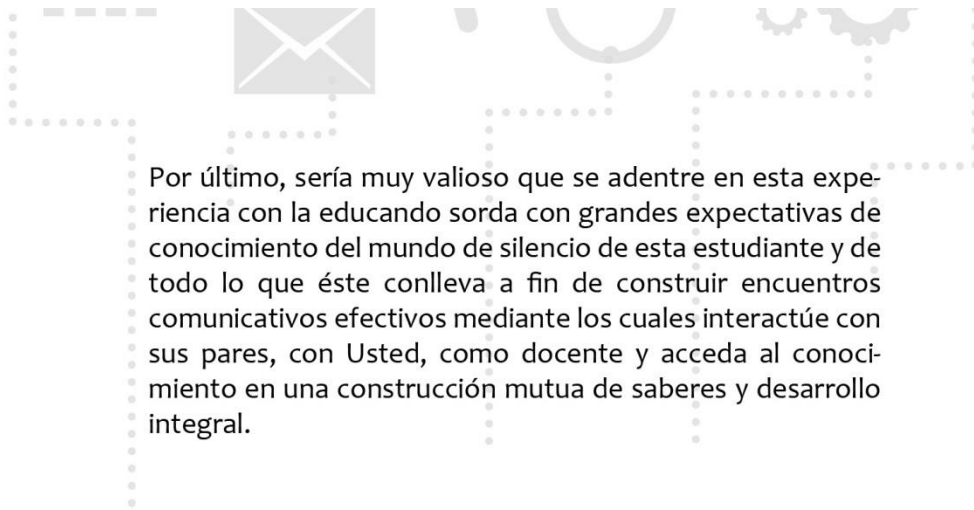 Por último, sería muy valioso que se adentre en esta expe-
riencia con la educando sorda con grandes expectativas de
conocimiento del mundo de silencio de esta estudiante y de
todo lo que éste conlleva a fin de construir encuentros
comunicativos efectivos mediante los cuales interactúe con
sus pares, con Usted, como docente y acceda al conoci-
miento en una construcción mutua de saberes y desarrollo
integral.